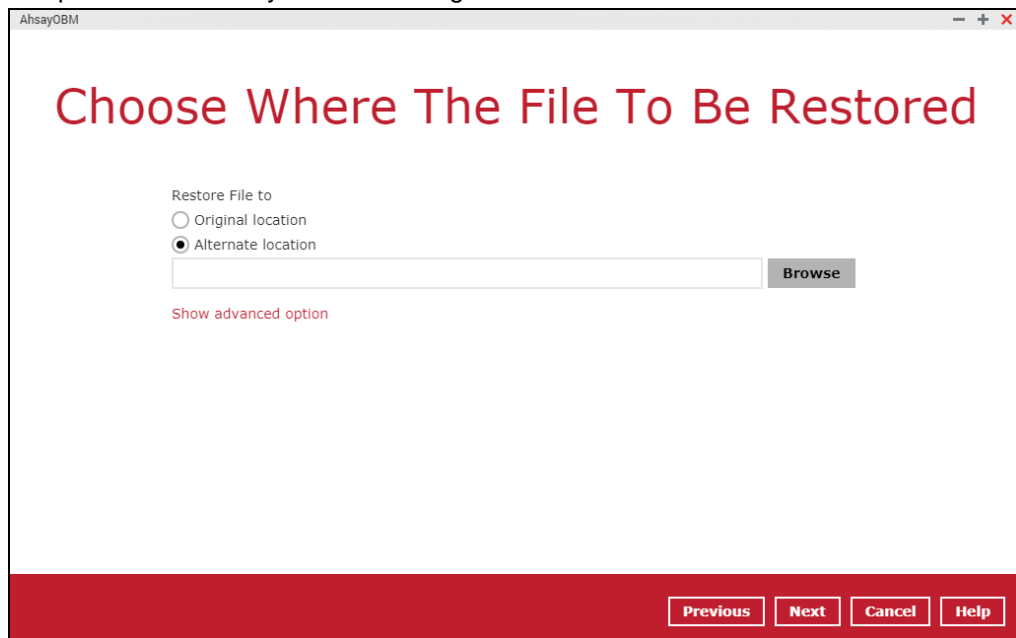 AhsayOBM
Choose Where The File To Be Restored
Restore File to
Original location
Alternate location
Browse
Show advanced option
Previous Next Cancel Help